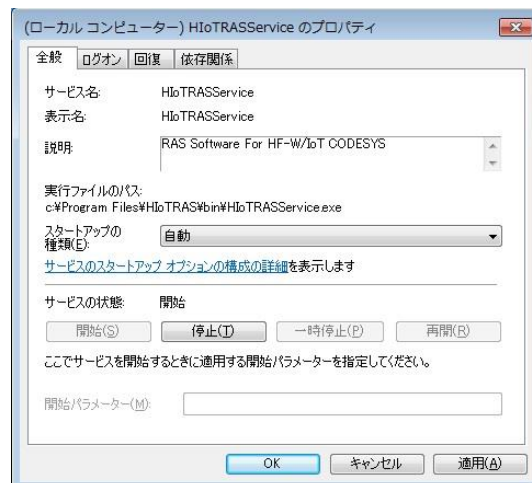 (ローカル コンピューター) HIoTRASService のプロパティ
全般 ログオン 回復 依存関係
サービス名: HIoTRASService
表示名: HIoTRASService
説明: RAS Software For HF-W/IoT CODESYS
実行ファイルのパス:
c:¥Program Files¥HIoTRAS¥bin¥HIoTRASService.exe
スタートアップの
種類(E): 自動
サービスのスタートアップ オプションの構成の詳細を表示します
サービスの状態: 開始
開始(S) 停止(T) 一時停止(P) 再開(R)
ここでサービスを開始するときに適用する開始パラメーターを指定してください。
開始パラメーター(M):
OK キャンセル 適用(A)